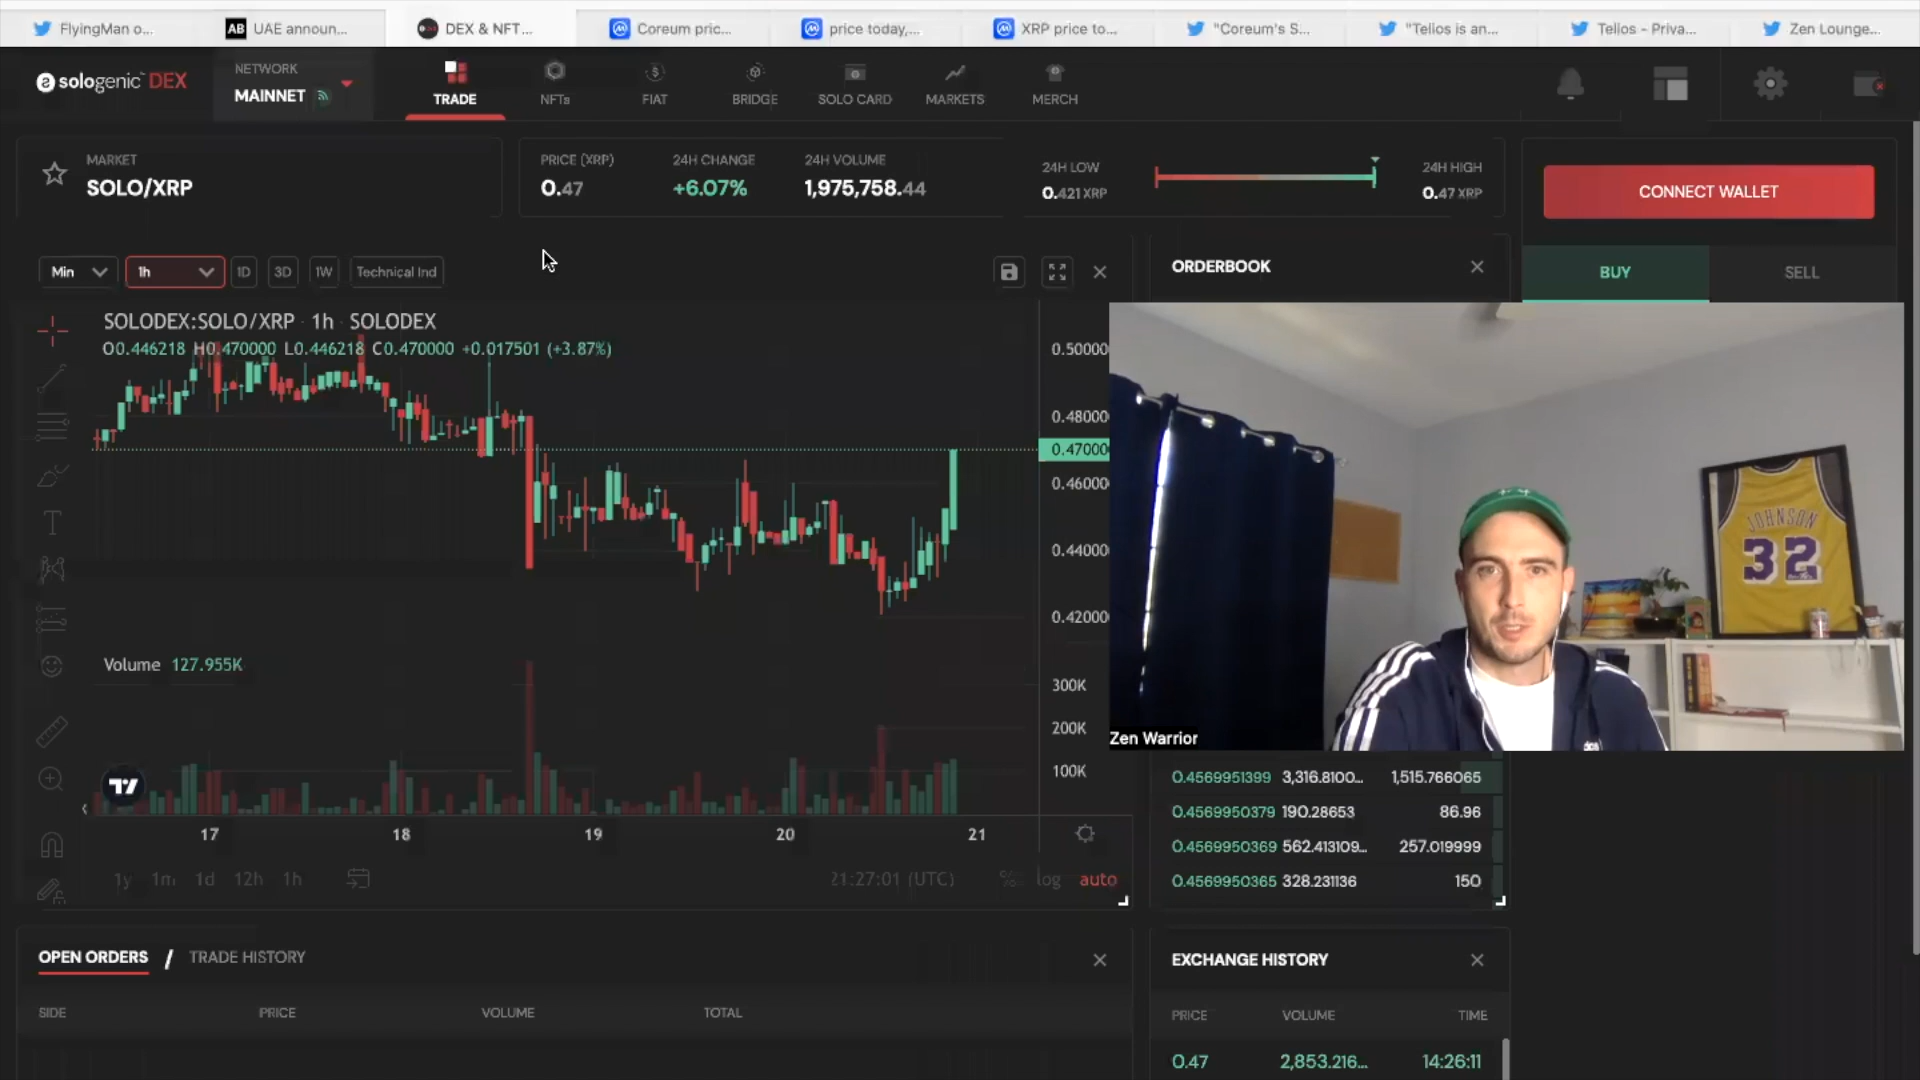 FlyingMan o...
AB UAE announ...
DEX & NFT...
Coreum pric...
price today,...
XRP price to...
"Coreum's S...
"Tellos is an...
Tellos - Priva...
Zen Lounge...
sologenic DEX
NETWORK
MAINNET
TRADE
NFTs
FIAT
BRIDGE
SOLO CARD
MARKETS
MERCH
MARKET
SOLO/XRP
PRICE (XRP)
0.47
24H CHANGE
+6.07%
24H VOLUME
1,975,758.44
24H LOW
0.421 XRP
24H HIGH
0.47 XRP
CONNECT WALLET
Min
1h
1D
3D
1W
Technical Ind
ORDERBOOK
BUY
SELL
SOLODEX:SOLO/XRP · 1h · SOLODEX
O0.446218 H0.470000 L0.446218 C0.470000 +0.017501 (+3.87%)
0.50000
0.48000
0.47000
0.46000
0.44000
0.42000
JOHNSON
32
Zen Warrior
Volume 127.955K
300K
200K
100K
17 18 19 20 21
1y 1m 1d 12h 1h
21:27:01 (UTC) % log auto
0.4569951399 3,316.8100... 1,515.766065
0.4569950379 190.28653 86.96
0.4569950369 562.413109... 257.019999
0.4569950365 328.231136 150
OPEN ORDERS / TRADE HISTORY
SIDE PRICE VOLUME TOTAL
EXCHANGE HISTORY
PRICE VOLUME TIME
0.47 2,853.216... 14:26:11